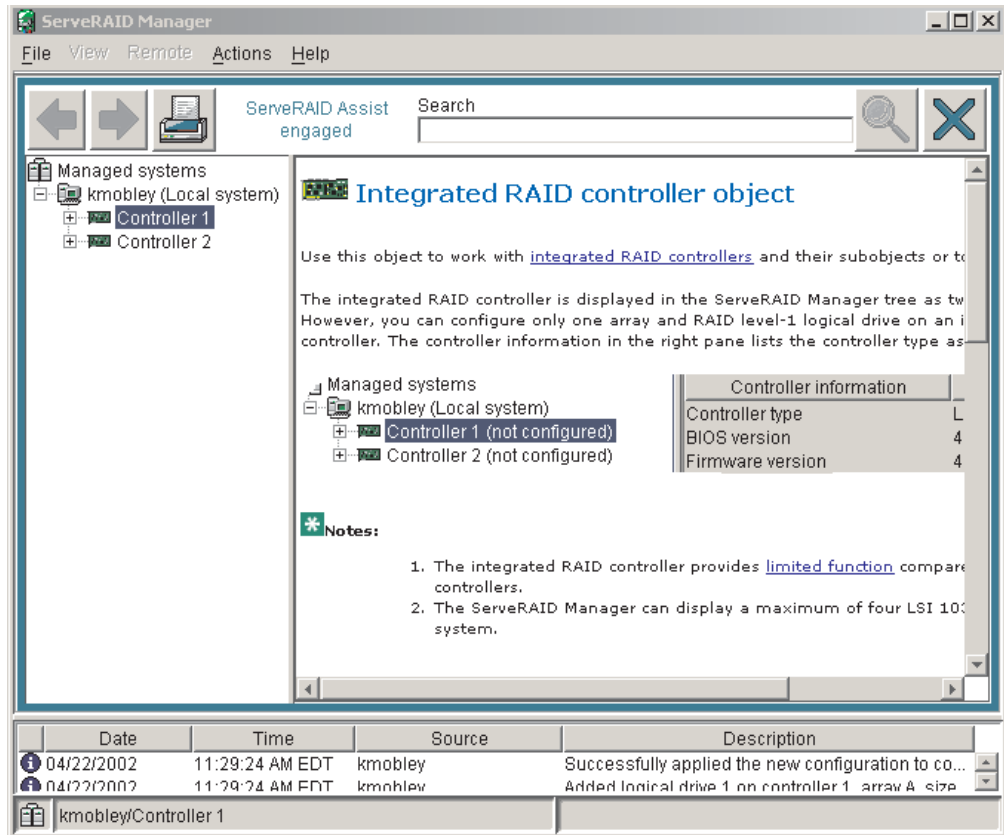 ServeRAID Manager
File View Remote Actions Help
ServeRAID Assist
engaged
Search
Managed systems
kmobley (Local system)
Controller 1
Controller 2
Integrated RAID controller object
Use this object to work with integrated RAID controllers and their subobjects or to
The integrated RAID controller is displayed in the ServeRAID Manager tree as tw
However, you can configure only one array and RAID level-1 logical drive on an i
controller. The controller information in the right pane lists the controller type as
Managed systems
kmobley (Local system)
Controller 1 (not configured)
Controller 2 (not configured)
Controller information
Controller type L
BIOS version 4
Firmware version 4
Notes:
1. The integrated RAID controller provides limited function compare
controllers.
2. The ServeRAID Manager can display a maximum of four LSI 103
system.
Date Time Source Description
04/22/2002 11:29:24 AM EDT kmobley Successfully applied the new configuration to co...
04/22/2002 11:29:24 AM EDT kmobley Added logical drive 1 on controller 1 array A size
kmobley/Controller 1